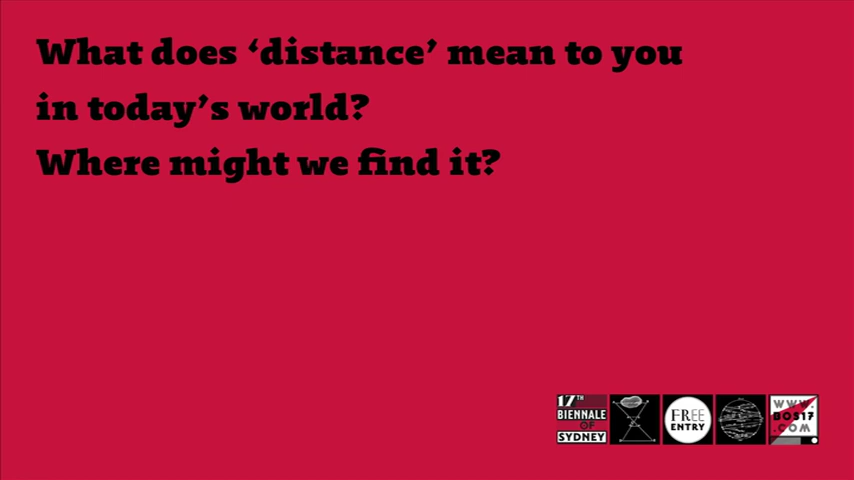 What does ‘distance’ mean to you
in today’s world?
Where might we find it?
17TH
BIENNALE
OF
SYDNEY
FREE
ENTRY
WWW.
BOS17
.COM